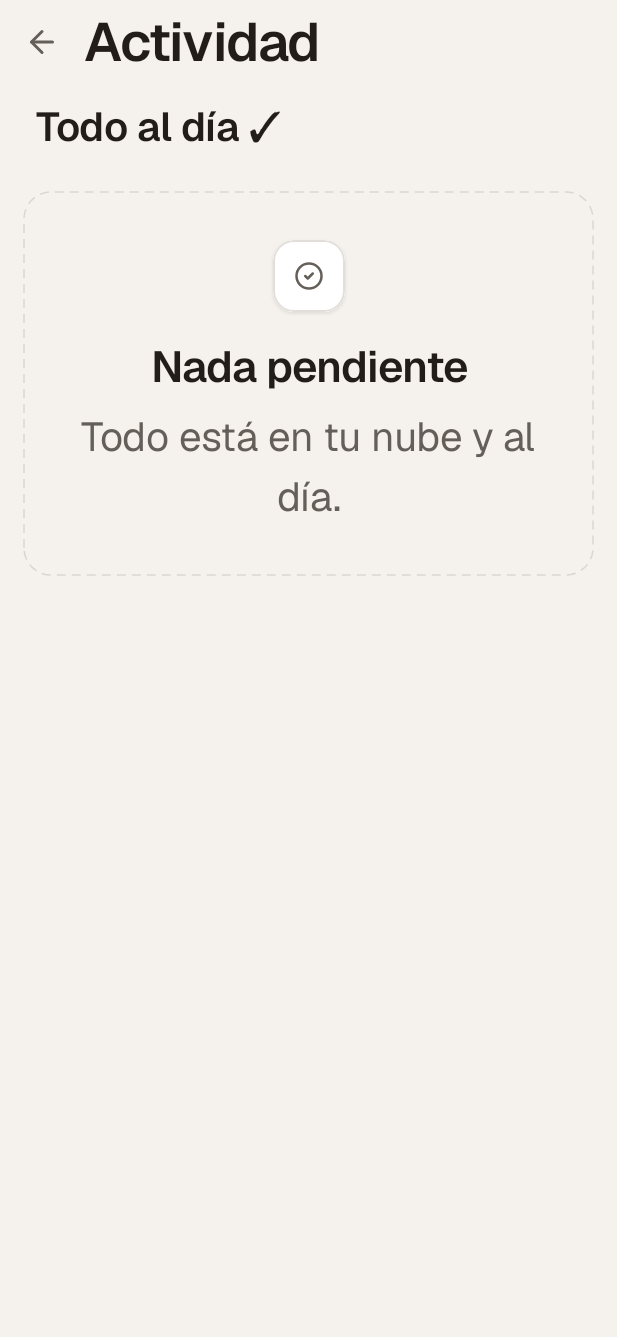 Actividad
Todo al día ✓
Nada pendiente
Todo está en tu nube y al
día.